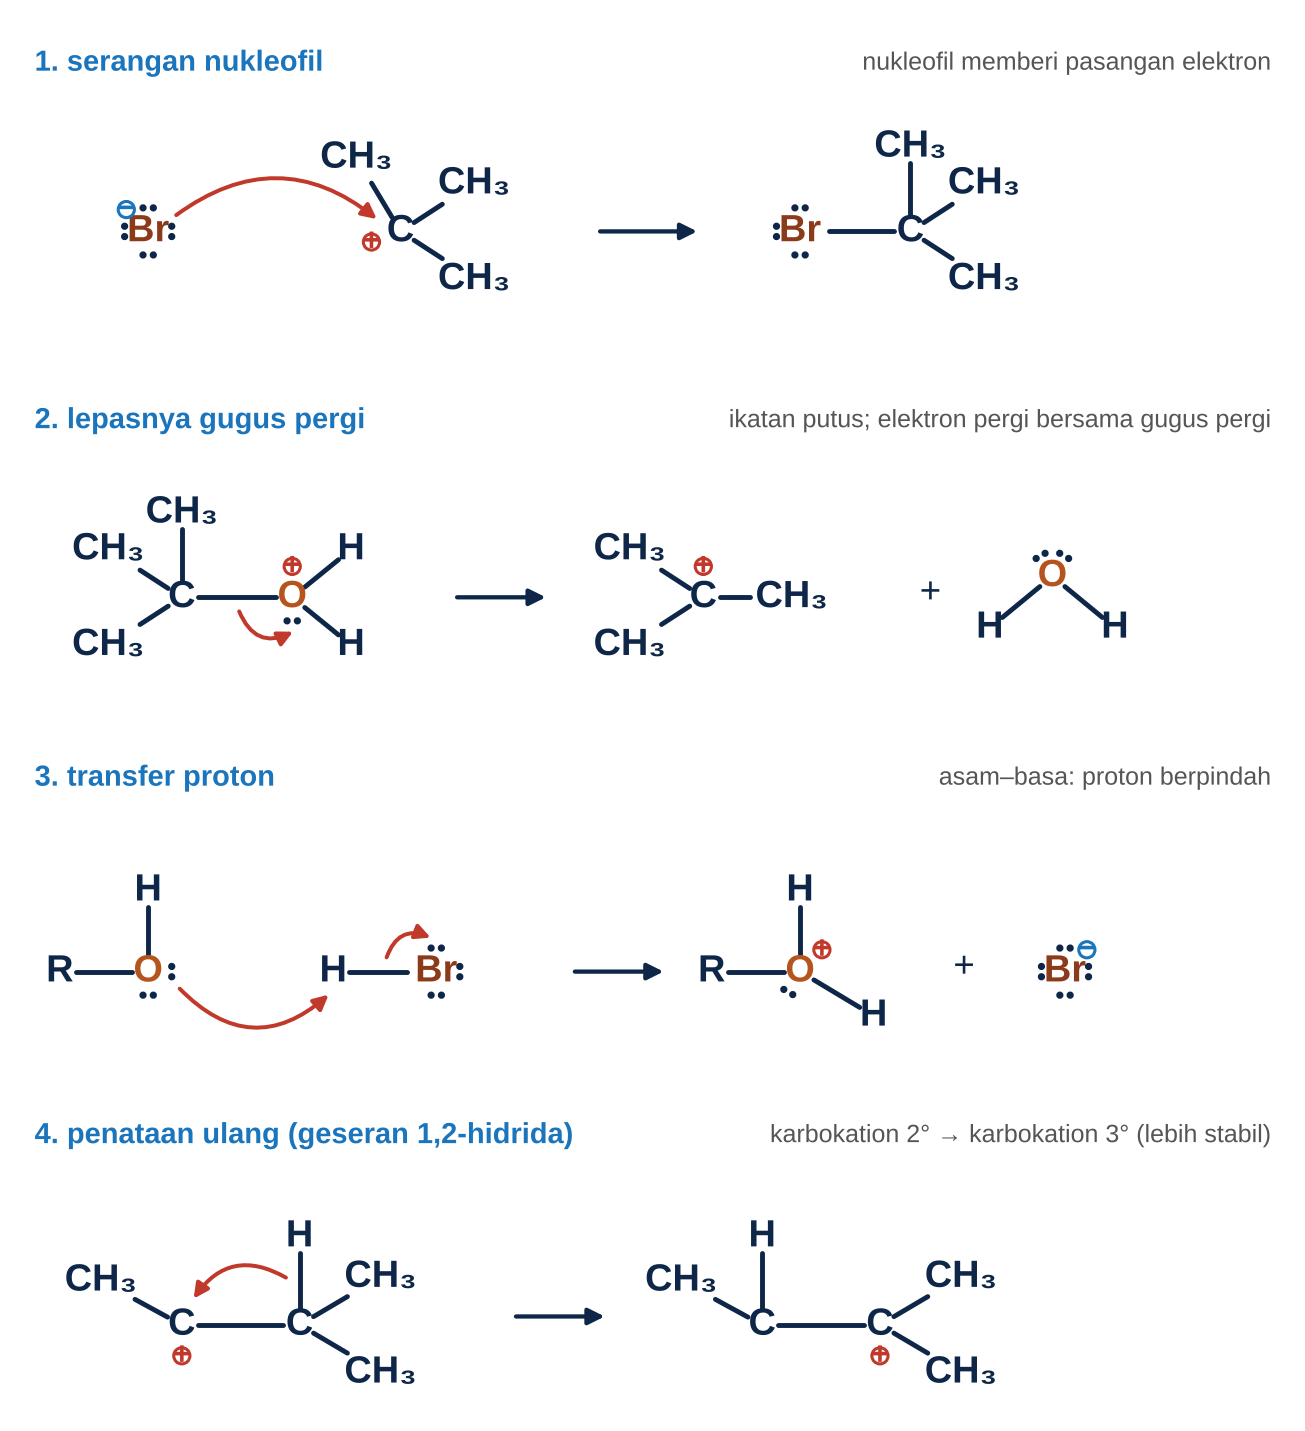 1. serangan nukleofil
nukleofil memberi pasangan elektron
CH₃
CH₃
Br
⊖
C
⊕
CH₃
CH₃
CH₃
Br
C
CH₃
2. lepasnya gugus pergi
ikatan putus; elektron pergi bersama gugus pergi
CH₃
CH₃
C
⊕
O
H
H
CH₃
CH₃
⊕
C
CH₃
CH₃
+
O
H
H
3. transfer proton
asam–basa: proton berpindah
H
R
O
H
Br
H
R
O
⊕
H
+
Br
⊖
4. penataan ulang (geseran 1,2-hidrida)
karbokation 2° → karbokation 3° (lebih stabil)
H
CH₃
CH₃
C
C
⊕
CH₃
H
CH₃
CH₃
C
C
⊕
CH₃